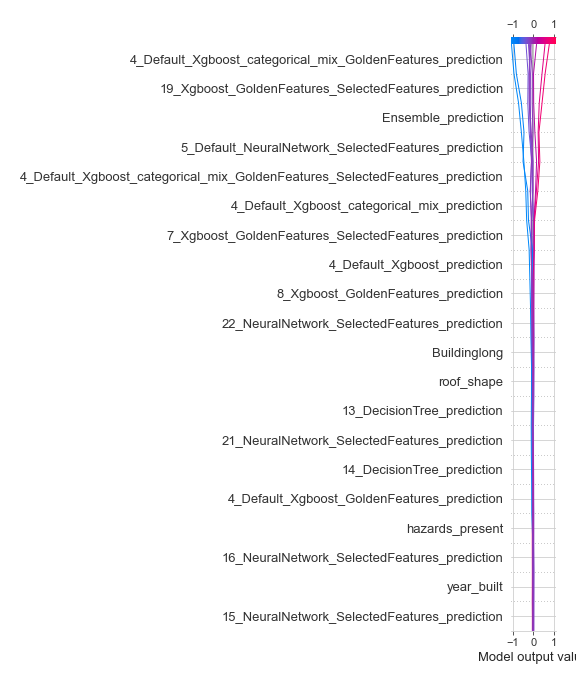 −1 0 1
4_Default_Xgboost_categorical_mix_GoldenFeatures_prediction
19_Xgboost_GoldenFeatures_SelectedFeatures_prediction
Ensemble_prediction
5_Default_NeuralNetwork_SelectedFeatures_prediction
4_Default_Xgboost_categorical_mix_GoldenFeatures_SelectedFeatures_prediction
4_Default_Xgboost_categorical_mix_prediction
7_Xgboost_GoldenFeatures_SelectedFeatures_prediction
4_Default_Xgboost_prediction
8_Xgboost_GoldenFeatures_prediction
22_NeuralNetwork_SelectedFeatures_prediction
Buildinglong
roof_shape
13_DecisionTree_prediction
21_NeuralNetwork_SelectedFeatures_prediction
14_DecisionTree_prediction
4_Default_Xgboost_GoldenFeatures_prediction
hazards_present
16_NeuralNetwork_SelectedFeatures_prediction
year_built
15_NeuralNetwork_SelectedFeatures_prediction
−1 0 1
Model output valu